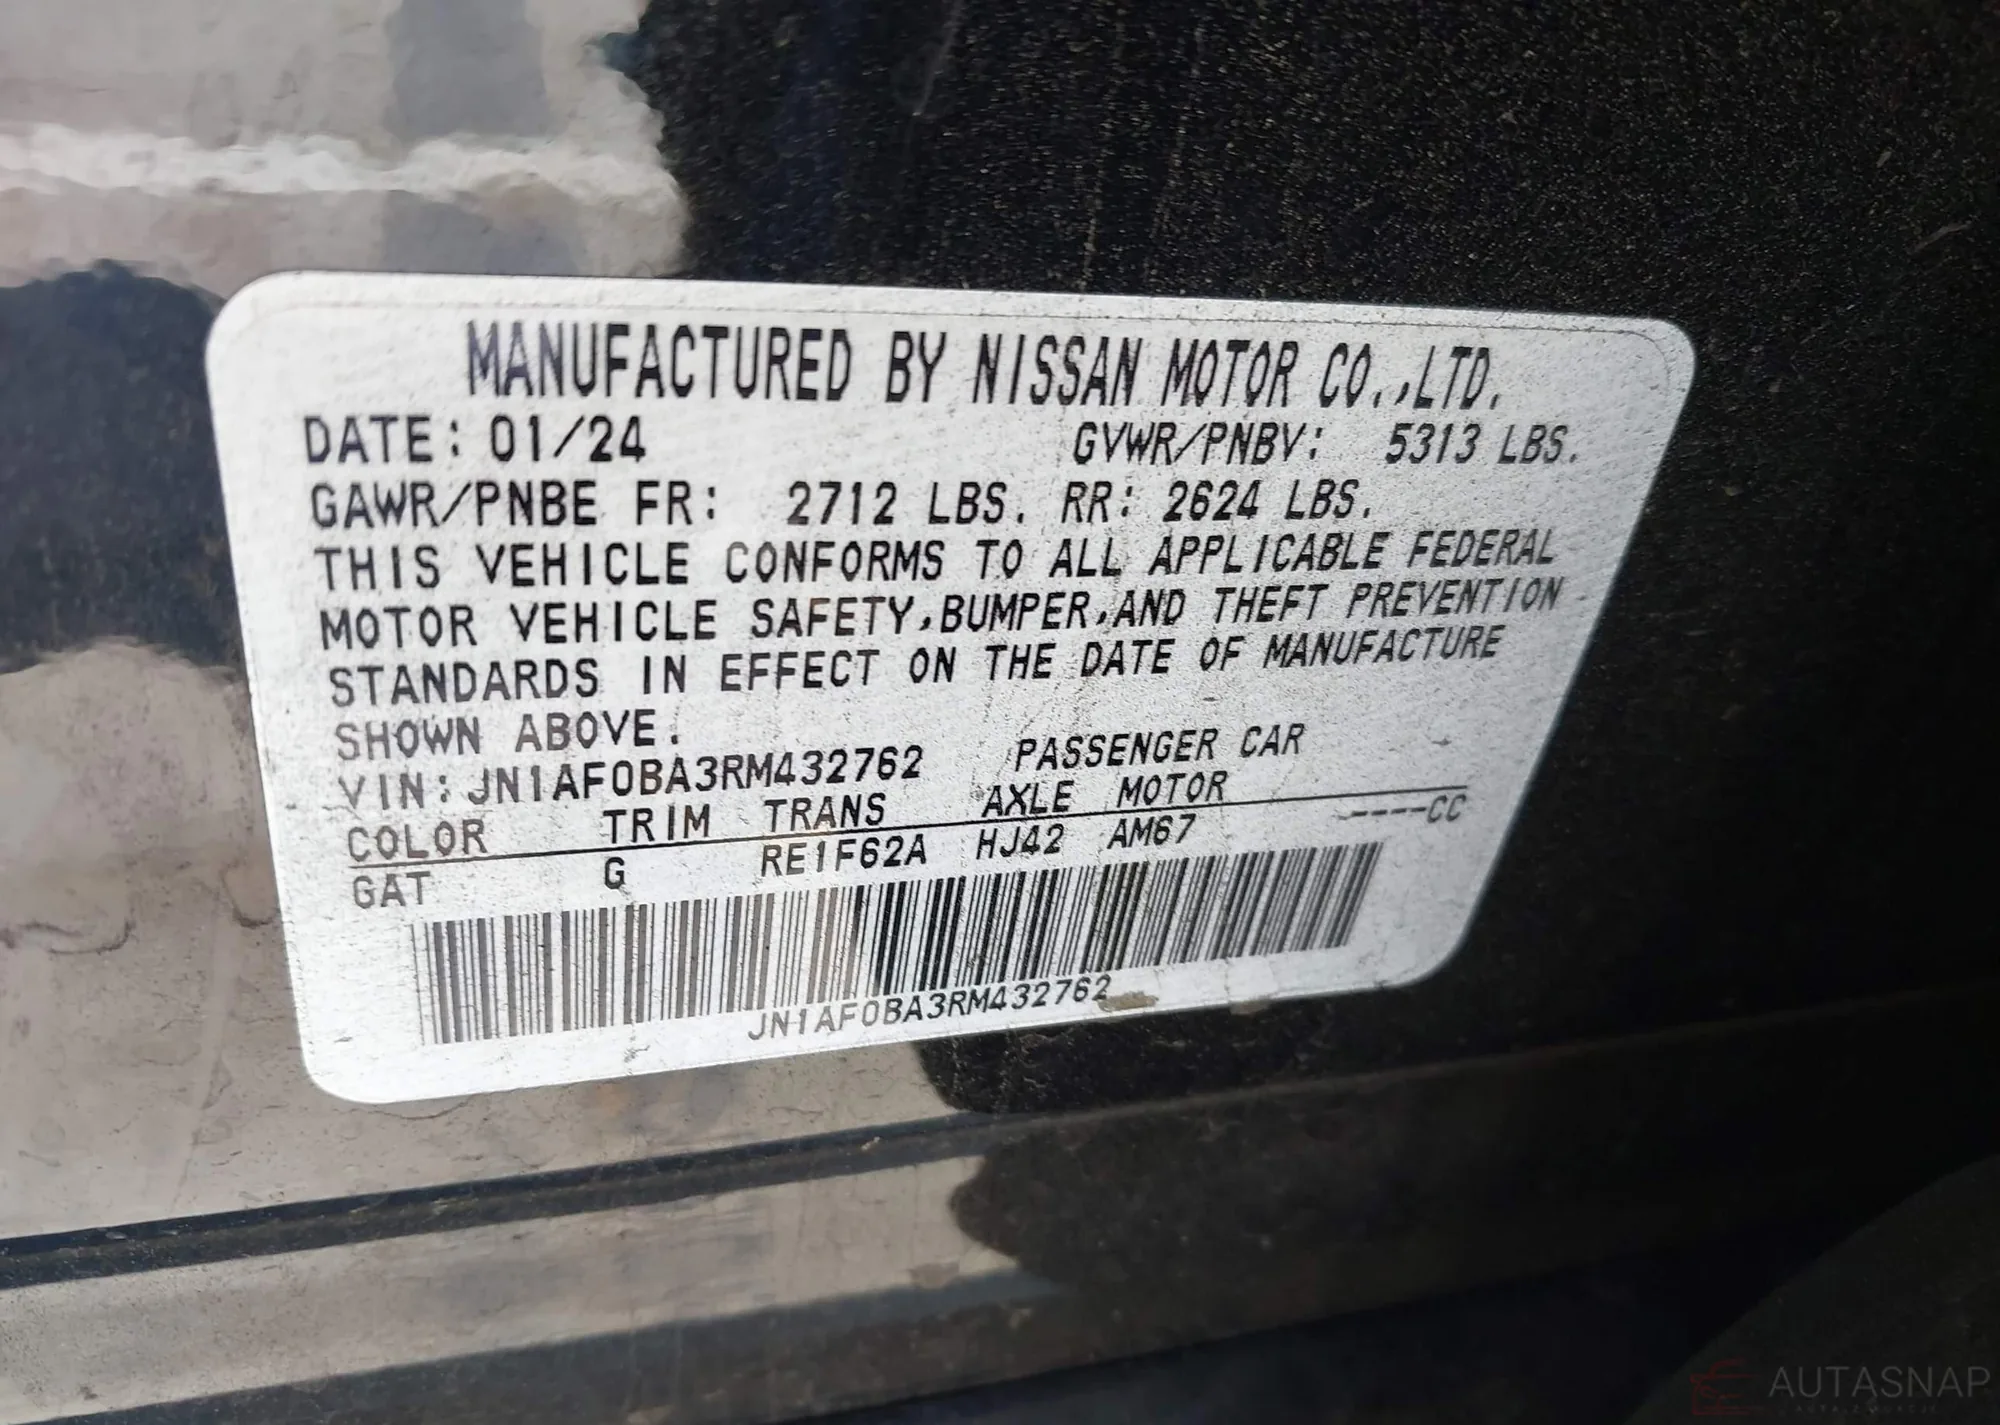 MANUFACTURED BY NISSAN MOTOR CO.,LTD.
DATE: 01/24 GVWR/PNBV: 5313 LBS.
GAWR/PNBE FR: 2712 LBS. RR: 2624 LBS.
THIS VEHICLE CONFORMS TO ALL APPLICABLE FEDERAL
MOTOR VEHICLE SAFETY,BUMPER,AND THEFT PREVENTION
STANDARDS IN EFFECT ON THE DATE OF MANUFACTURE
SHOWN ABOVE.
VIN: JN1AF0BA3RM432762 PASSENGER CAR
COLOR TRIM TRANS AXLE MOTOR
GAT G RE1F62A HJ42 AM67 ----CC
JN1AF0BA3RM432762
AUTASNAP